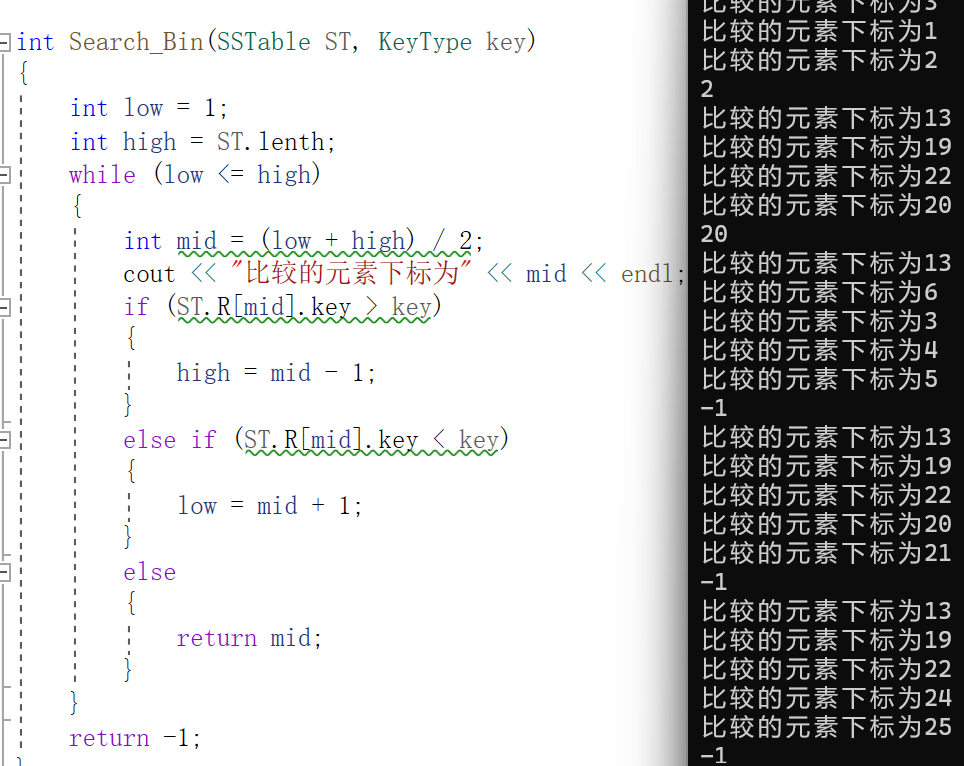 int Search_Bin(SSTable ST, KeyType key)
{
int low = 1;
int high = ST.lenth;
while (low <= high)
{
int mid = (low + high) / 2;
cout << "比较的元素下标为" << mid << endl;
if (ST.R[mid].key > key)
{
high = mid - 1;
}
else if (ST.R[mid].key < key)
{
low = mid + 1;
}
else
{
return mid;
}
}
return -1;
}
比较的元素下标为3
比较的元素下标为1
比较的元素下标为2
2
比较的元素下标为13
比较的元素下标为19
比较的元素下标为22
比较的元素下标为20
20
比较的元素下标为13
比较的元素下标为6
比较的元素下标为3
比较的元素下标为4
比较的元素下标为5
-1
比较的元素下标为13
比较的元素下标为19
比较的元素下标为22
比较的元素下标为20
比较的元素下标为21
-1
比较的元素下标为13
比较的元素下标为19
比较的元素下标为22
比较的元素下标为24
比较的元素下标为25
-1